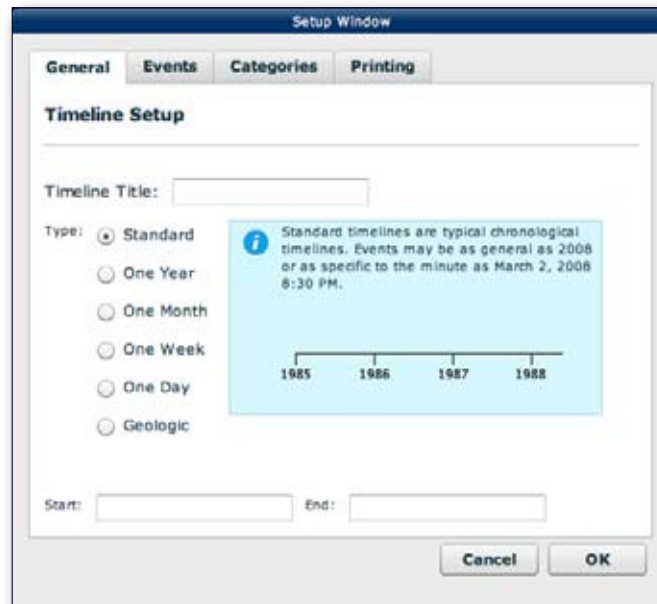 Setup Window
General Events Categories Printing
Timeline Setup
Timeline Title:
Type:
Standard
One Year
One Month
One Week
One Day
Geologic
Standard timelines are typical chronological
timelines. Events may be as general as 2008
or as specific to the minute as March 2, 2008
8:30 PM.
1985 1986 1987 1988
Start: End:
Cancel OK